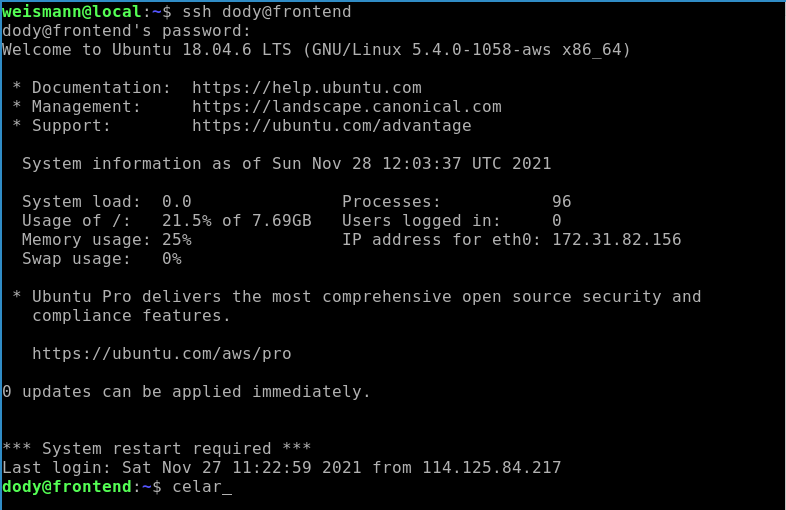 weismann@local:~$ ssh dody@frontend
dody@frontend's password:
Welcome to Ubuntu 18.04.6 LTS (GNU/Linux 5.4.0-1058-aws x86_64)
 * Documentation:  https://help.ubuntu.com
 * Management:     https://landscape.canonical.com
 * Support:        https://ubuntu.com/advantage
  System information as of Sun Nov 28 12:03:37 UTC 2021
  System load:  0.0               Processes:           96
  Usage of /:   21.5% of 7.69GB   Users logged in:     0
  Memory usage: 25%               IP address for eth0: 172.31.82.156
  Swap usage:   0%
 * Ubuntu Pro delivers the most comprehensive open source security and
   compliance features.
   https://ubuntu.com/aws/pro
0 updates can be applied immediately.
*** System restart required ***
Last login: Sat Nov 27 11:22:59 2021 from 114.125.84.217
dody@frontend:~$ celar_